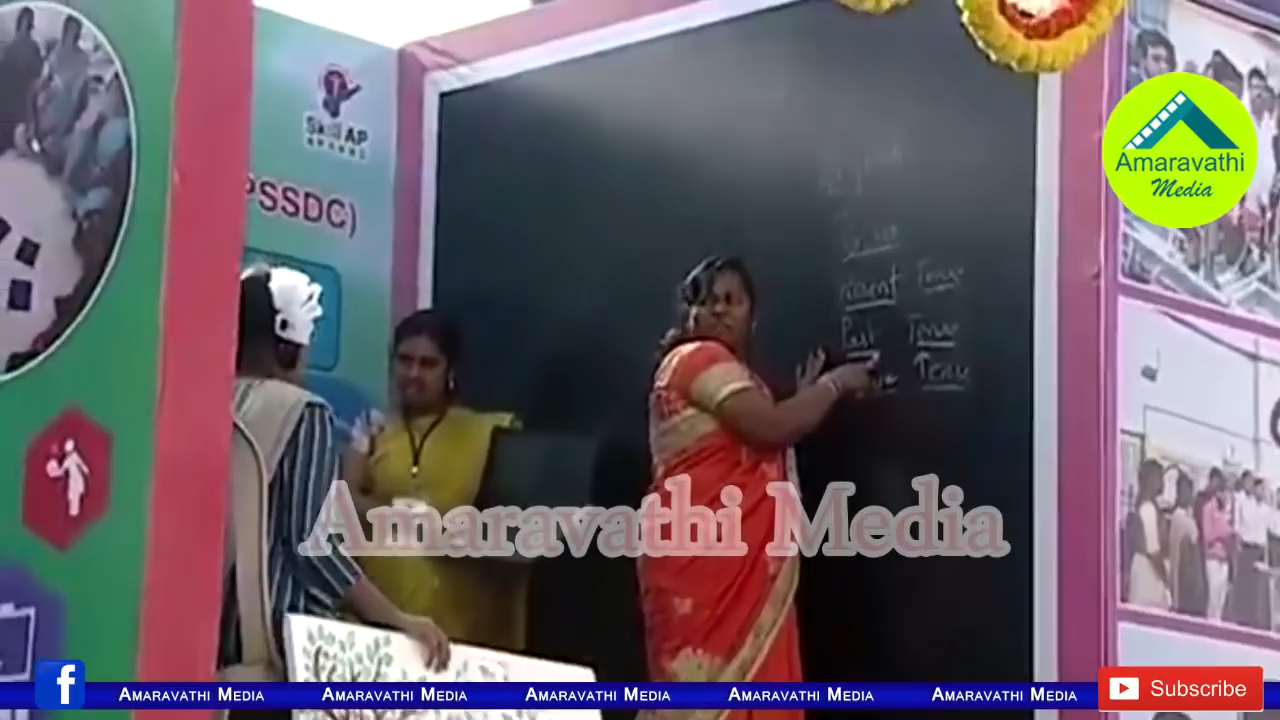 Skill AP
PSSDC)
Amaravathi
Media
Present Tense
Past Tense
Tense
Amaravathi Media
f AMARAVATHI MEDIA AMARAVATHI MEDIA AMARAVATHI MEDIA AMARAVATHI MEDIA AMARAVATHI MEDIA
Subscribe